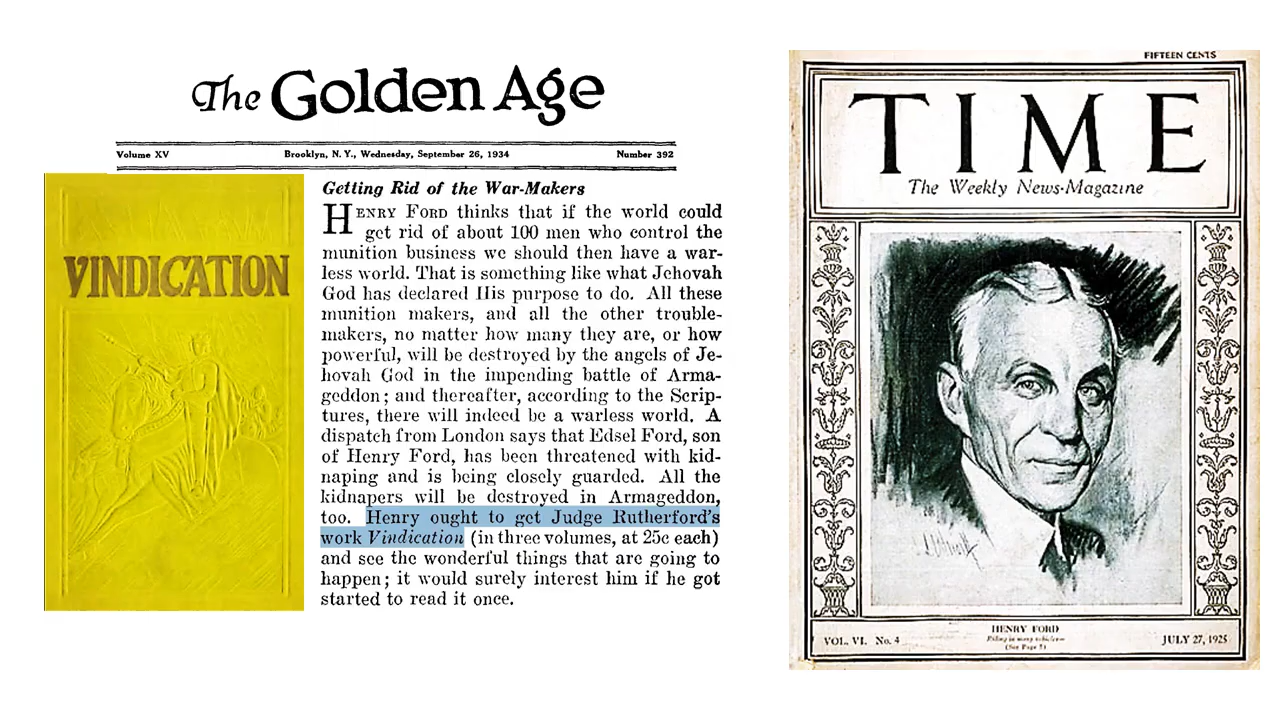 The Golden Age
Volume XV Brooklyn, N. Y., Wednesday, September 26, 1934 Number 392
VINDICATION
Getting Rid of the War-Makers
HENRY FORD thinks that if the world could
get rid of about 100 men who control the
munition business we should then have a war-
less world. That is something like what Jehovah
God has declared His purpose to do. All these
munition makers, and all the other trouble-
makers, no matter how many they are, or how
powerful, will be destroyed by the angels of Je-
hovah God in the impending battle of Arma-
geddon; and thereafter, according to the Scrip-
tures, there will indeed be a warless world. A
dispatch from London says that Edsel Ford, son
of Henry Ford, has been threatened with kid-
naping and is being closely guarded. All the
kidnapers will be destroyed in Armageddon,
too. Henry ought to get Judge Rutherford's
work Vindication (in three volumes, at 25c each)
and see the wonderful things that are going to
happen; it would surely interest him if he got
started to read it once.
FIFTEEN CENTS
TIME
The Weekly News-Magazine
HENRY FORD
(See Page 7)
VOL. VI. No. 4 JULY 27, 1925